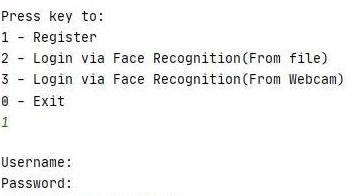 Press key to:
1 - Register
2 - Login via Face Recognition(From file)
3 - Login via Face Recognition(From Webcam)
0 - Exit
1
Username:
Password: